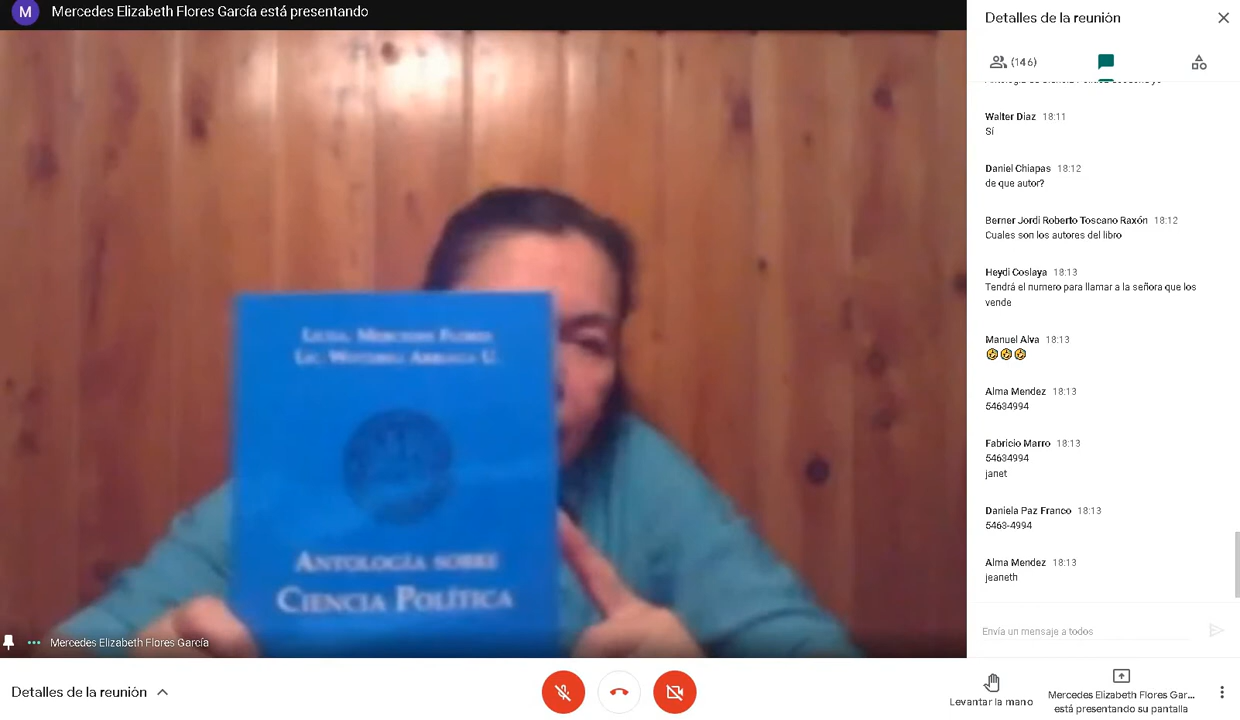 M Mercedes Elizabeth Flores García está presentando
Detalles de la reunión
(146)
Walter Diaz 18:11
Sí
Daniel Chiapas 18:12
de que autor?
Berner Jordi Roberto Toscano Raxón 18:12
Cuales son los autores del libro
Heydi Coslaya 18:13
Tendrá el numero para llamar a la señora que los
vende
Manuel Alva 18:13
🤣🤣🤣
Alma Mendez 18:13
54634994
Fabricio Marro 18:13
54634994
janet
Daniela Paz Franco 18:13
5463-4994
Alma Mendez 18:13
jeaneth
Envía un mensaje a todos
Licda. Mercedes Flores
Lic. U.
Antología sobre
Ciencia Política
Mercedes Elizabeth Flores García
Detalles de la reunión
Levantar la mano
Mercedes Elizabeth Flores Gar...
está presentando su pantalla